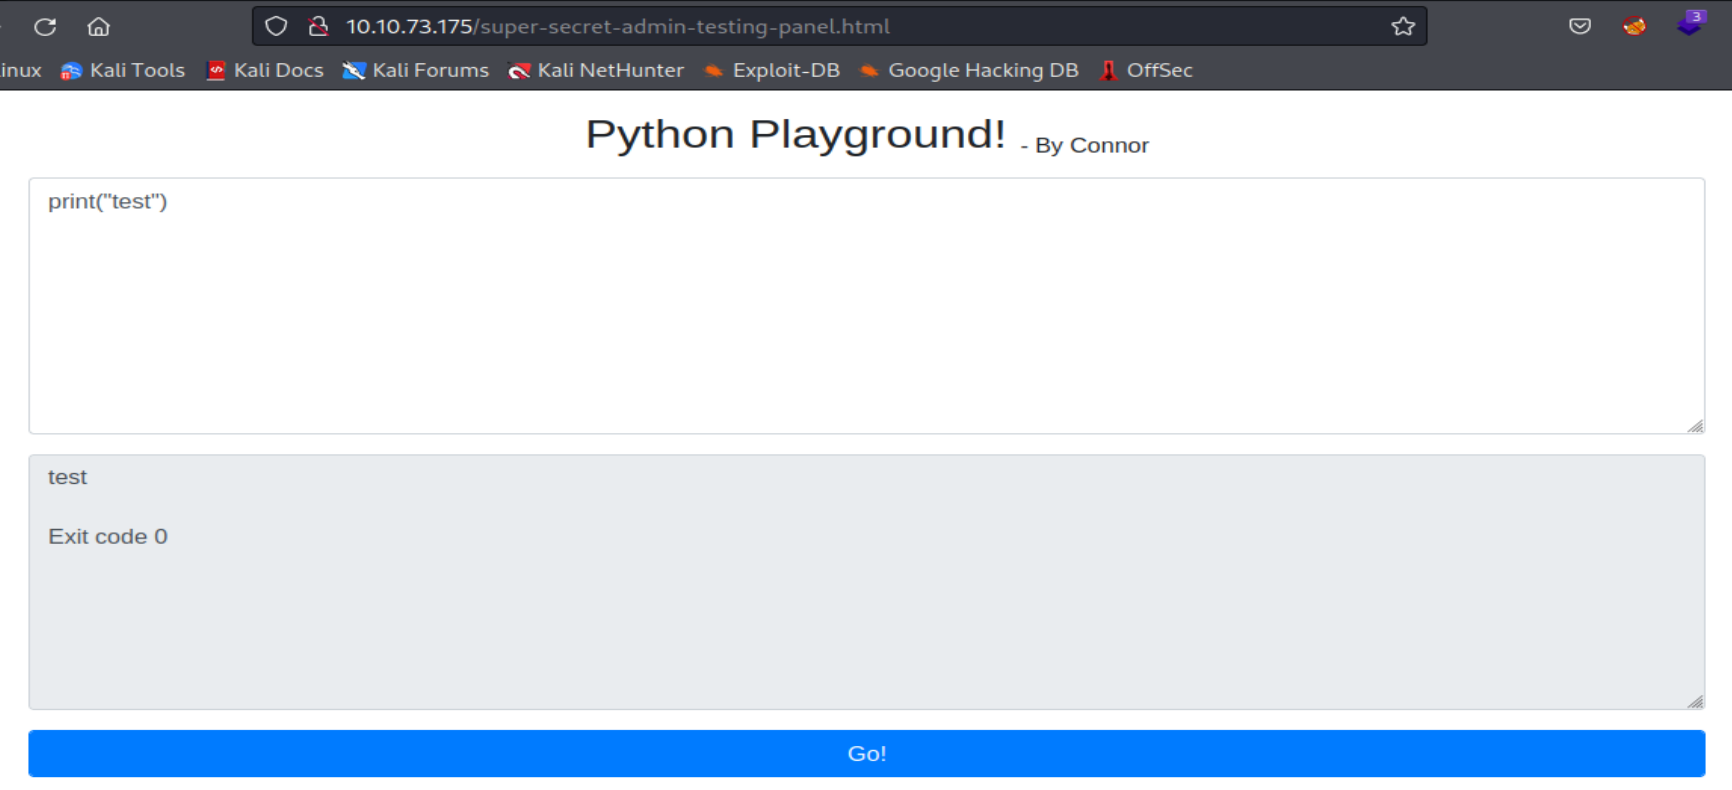 10.10.73.175/super-secret-admin-testing-panel.html
3
inux Kali Tools Kali Docs Kali Forums Kali NetHunter Exploit-DB Google Hacking DB OffSec
Python Playground! - By Connor
print("test")
test
Exit code 0
Go!